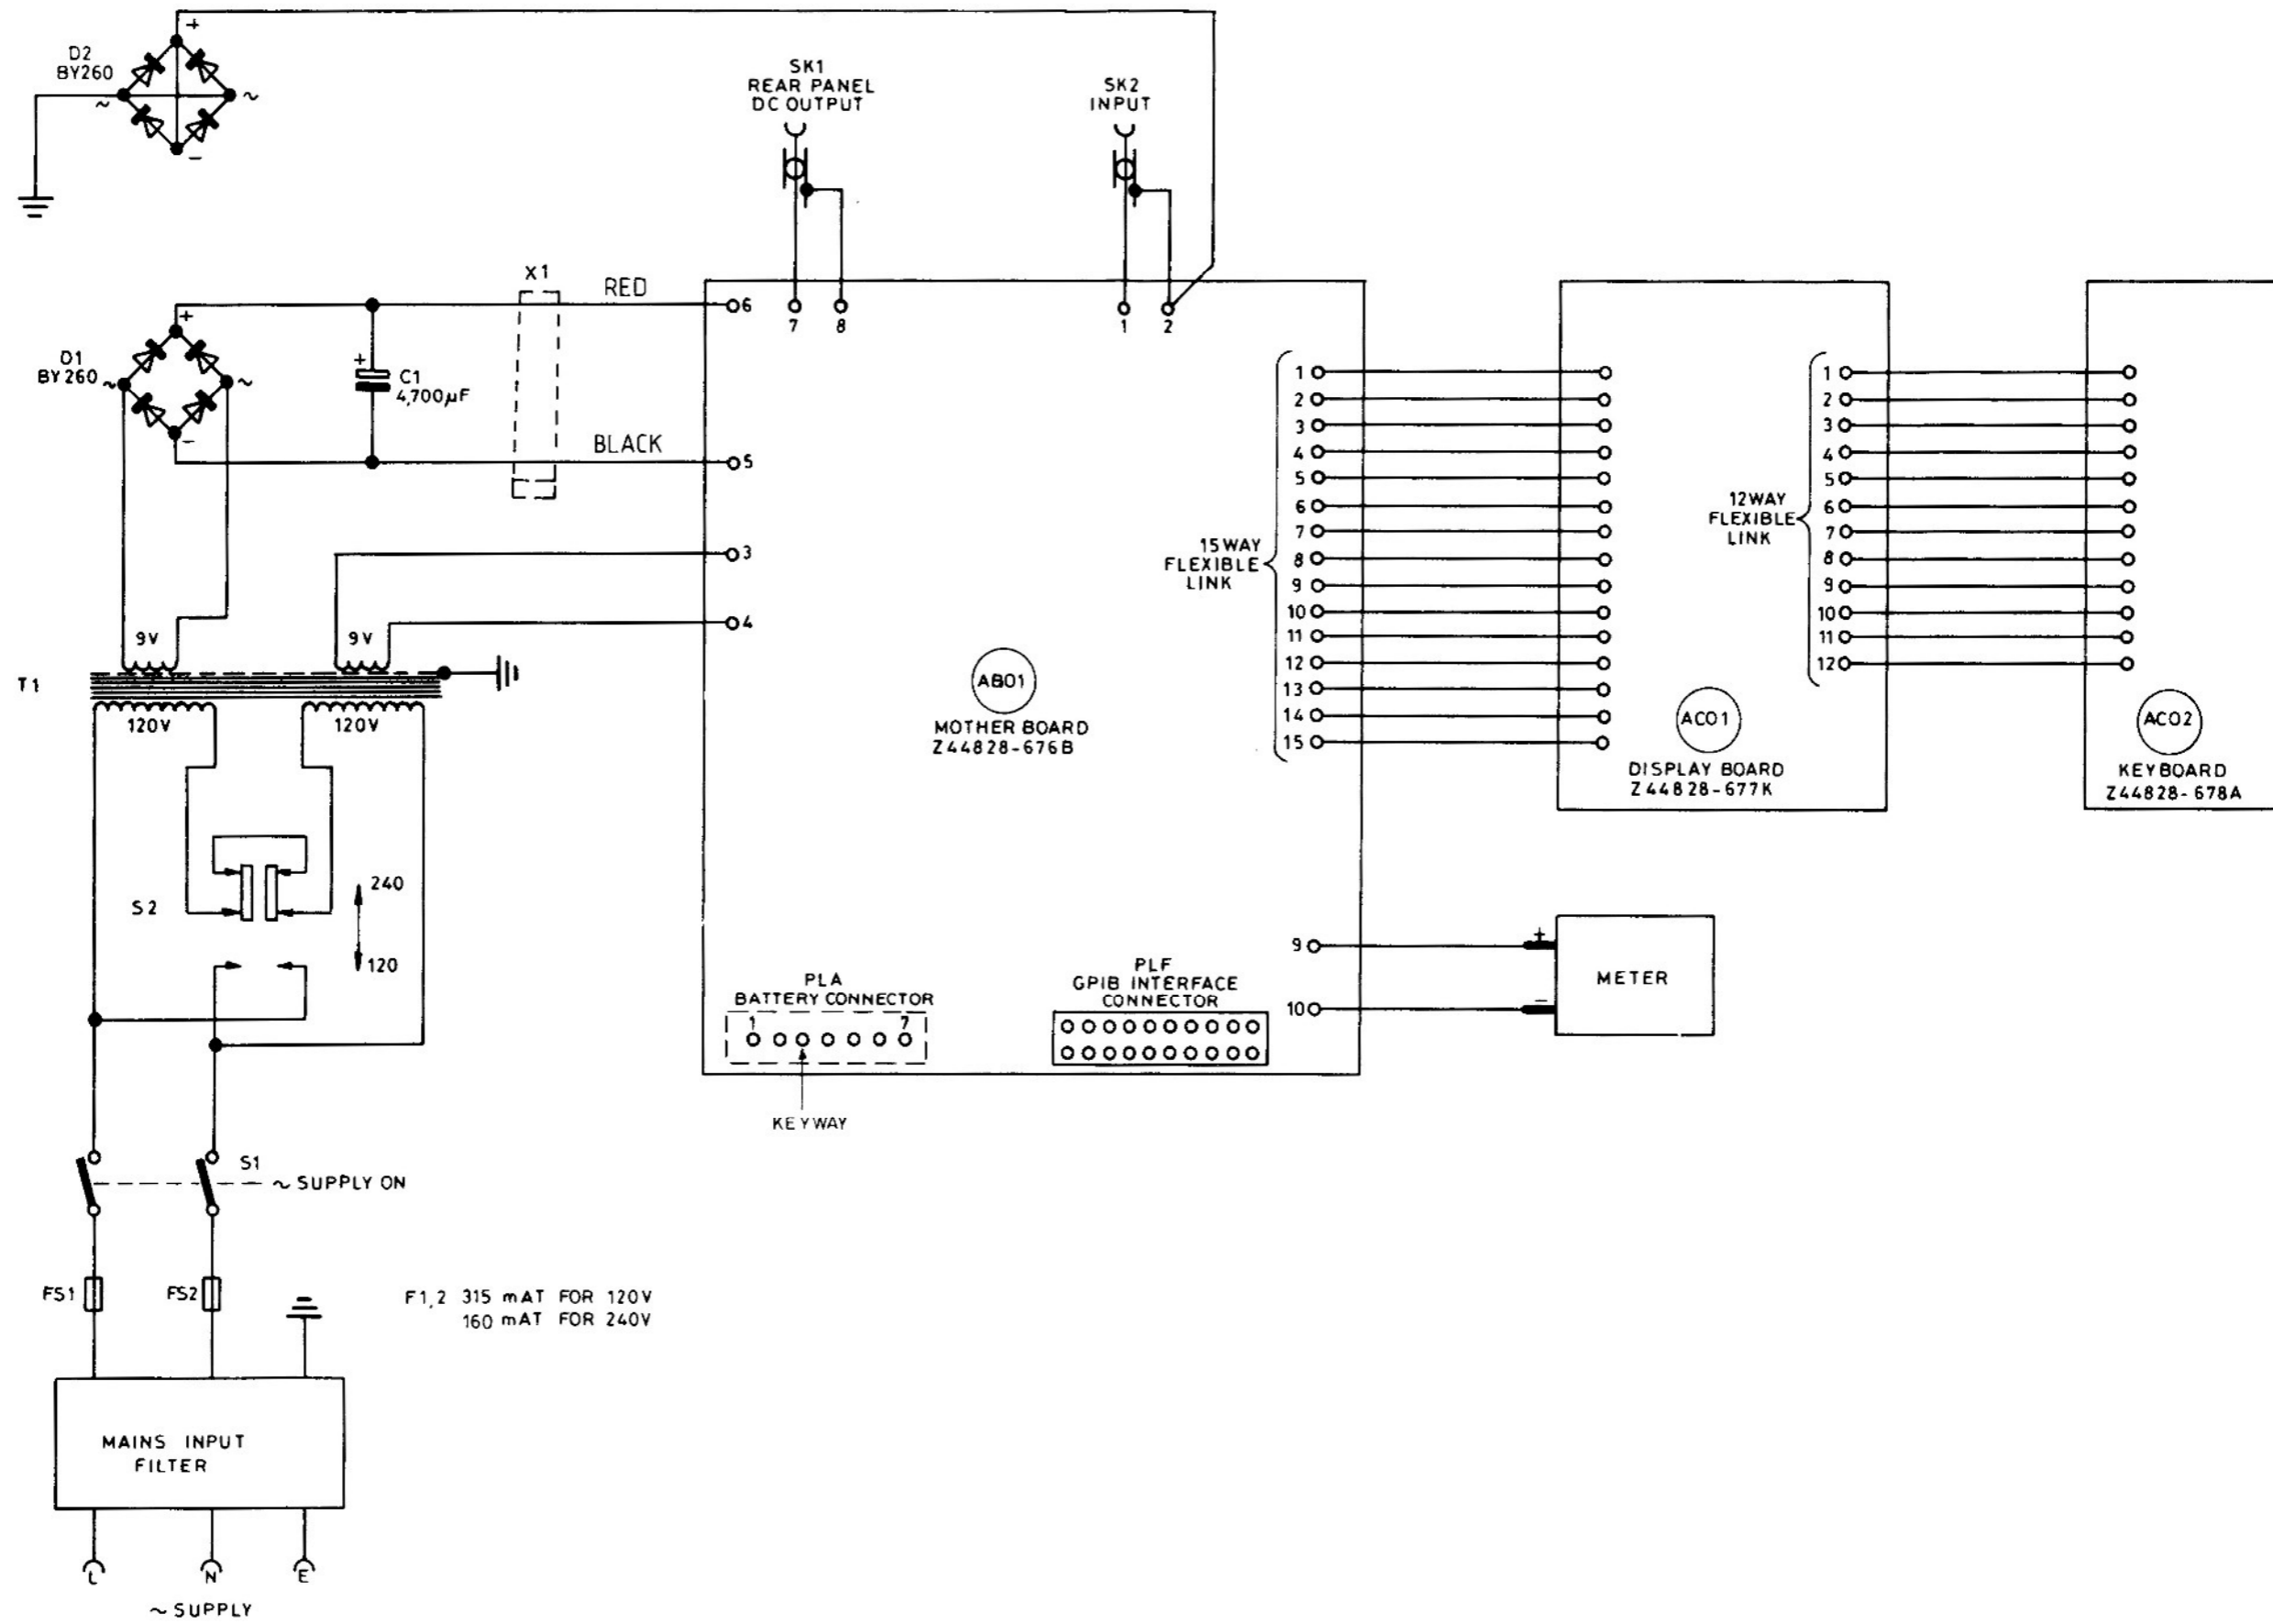 +
D2
BY260
~
~
−
SK1
REAR PANEL
DC OUTPUT
SK2
INPUT
X1
RED
6
7
8
1
2
+
D1
BY260
~
~
−
+
C1
4,700µF
BLACK
5
3
4
9V
9V
T1
120V
120V
S2
240
120
AB01
MOTHER BOARD
Z44828-676B
15WAY
FLEXIBLE
LINK
1
2
3
4
5
6
7
8
9
10
11
12
13
14
15
AC01
DISPLAY BOARD
Z44828-677K
12WAY
FLEXIBLE
LINK
1
2
3
4
5
6
7
8
9
10
11
12
AC02
KEYBOARD
Z44828-678A
9
10
+
−
METER
PLA
BATTERY CONNECTOR
1
7
KEYWAY
PLF
GPIB INTERFACE
CONNECTOR
S1
~ SUPPLY ON
FS1
FS2
F1,2 315 mAT FOR 120V
160 mAT FOR 240V
MAINS INPUT
FILTER
L
N
E
~ SUPPLY